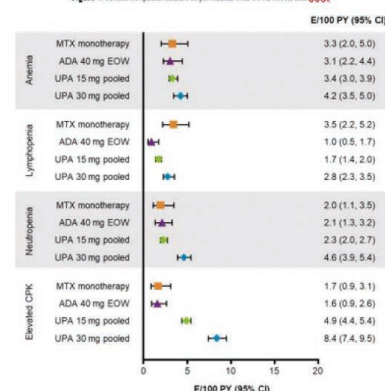 E/100 PY (95% CI)
Anemia
MTX monotherapy 3.3 (2.0, 5.0)
ADA 40 mg EOW 3.1 (2.2, 4.4)
UPA 15 mg pooled 3.4 (3.0, 3.9)
UPA 30 mg pooled 4.2 (3.5, 5.0)
Lymphopenia
MTX monotherapy 3.5 (2.2, 5.2)
ADA 40 mg EOW 1.0 (0.5, 1.7)
UPA 15 mg pooled 1.7 (1.4, 2.0)
UPA 30 mg pooled 2.8 (2.3, 3.5)
Neutropenia
MTX monotherapy 2.0 (1.1, 3.5)
ADA 40 mg EOW 2.1 (1.3, 3.2)
UPA 15 mg pooled 2.3 (2.0, 2.7)
UPA 30 mg pooled 4.6 (3.9, 5.4)
Elevated CPK
MTX monotherapy 1.7 (0.9, 3.1)
ADA 40 mg EOW 1.6 (0.9, 2.6)
UPA 15 mg pooled 4.9 (4.4, 5.4)
UPA 30 mg pooled 8.4 (7.4, 9.5)
0 5 10 15 20
E/100 PY (95% CI)